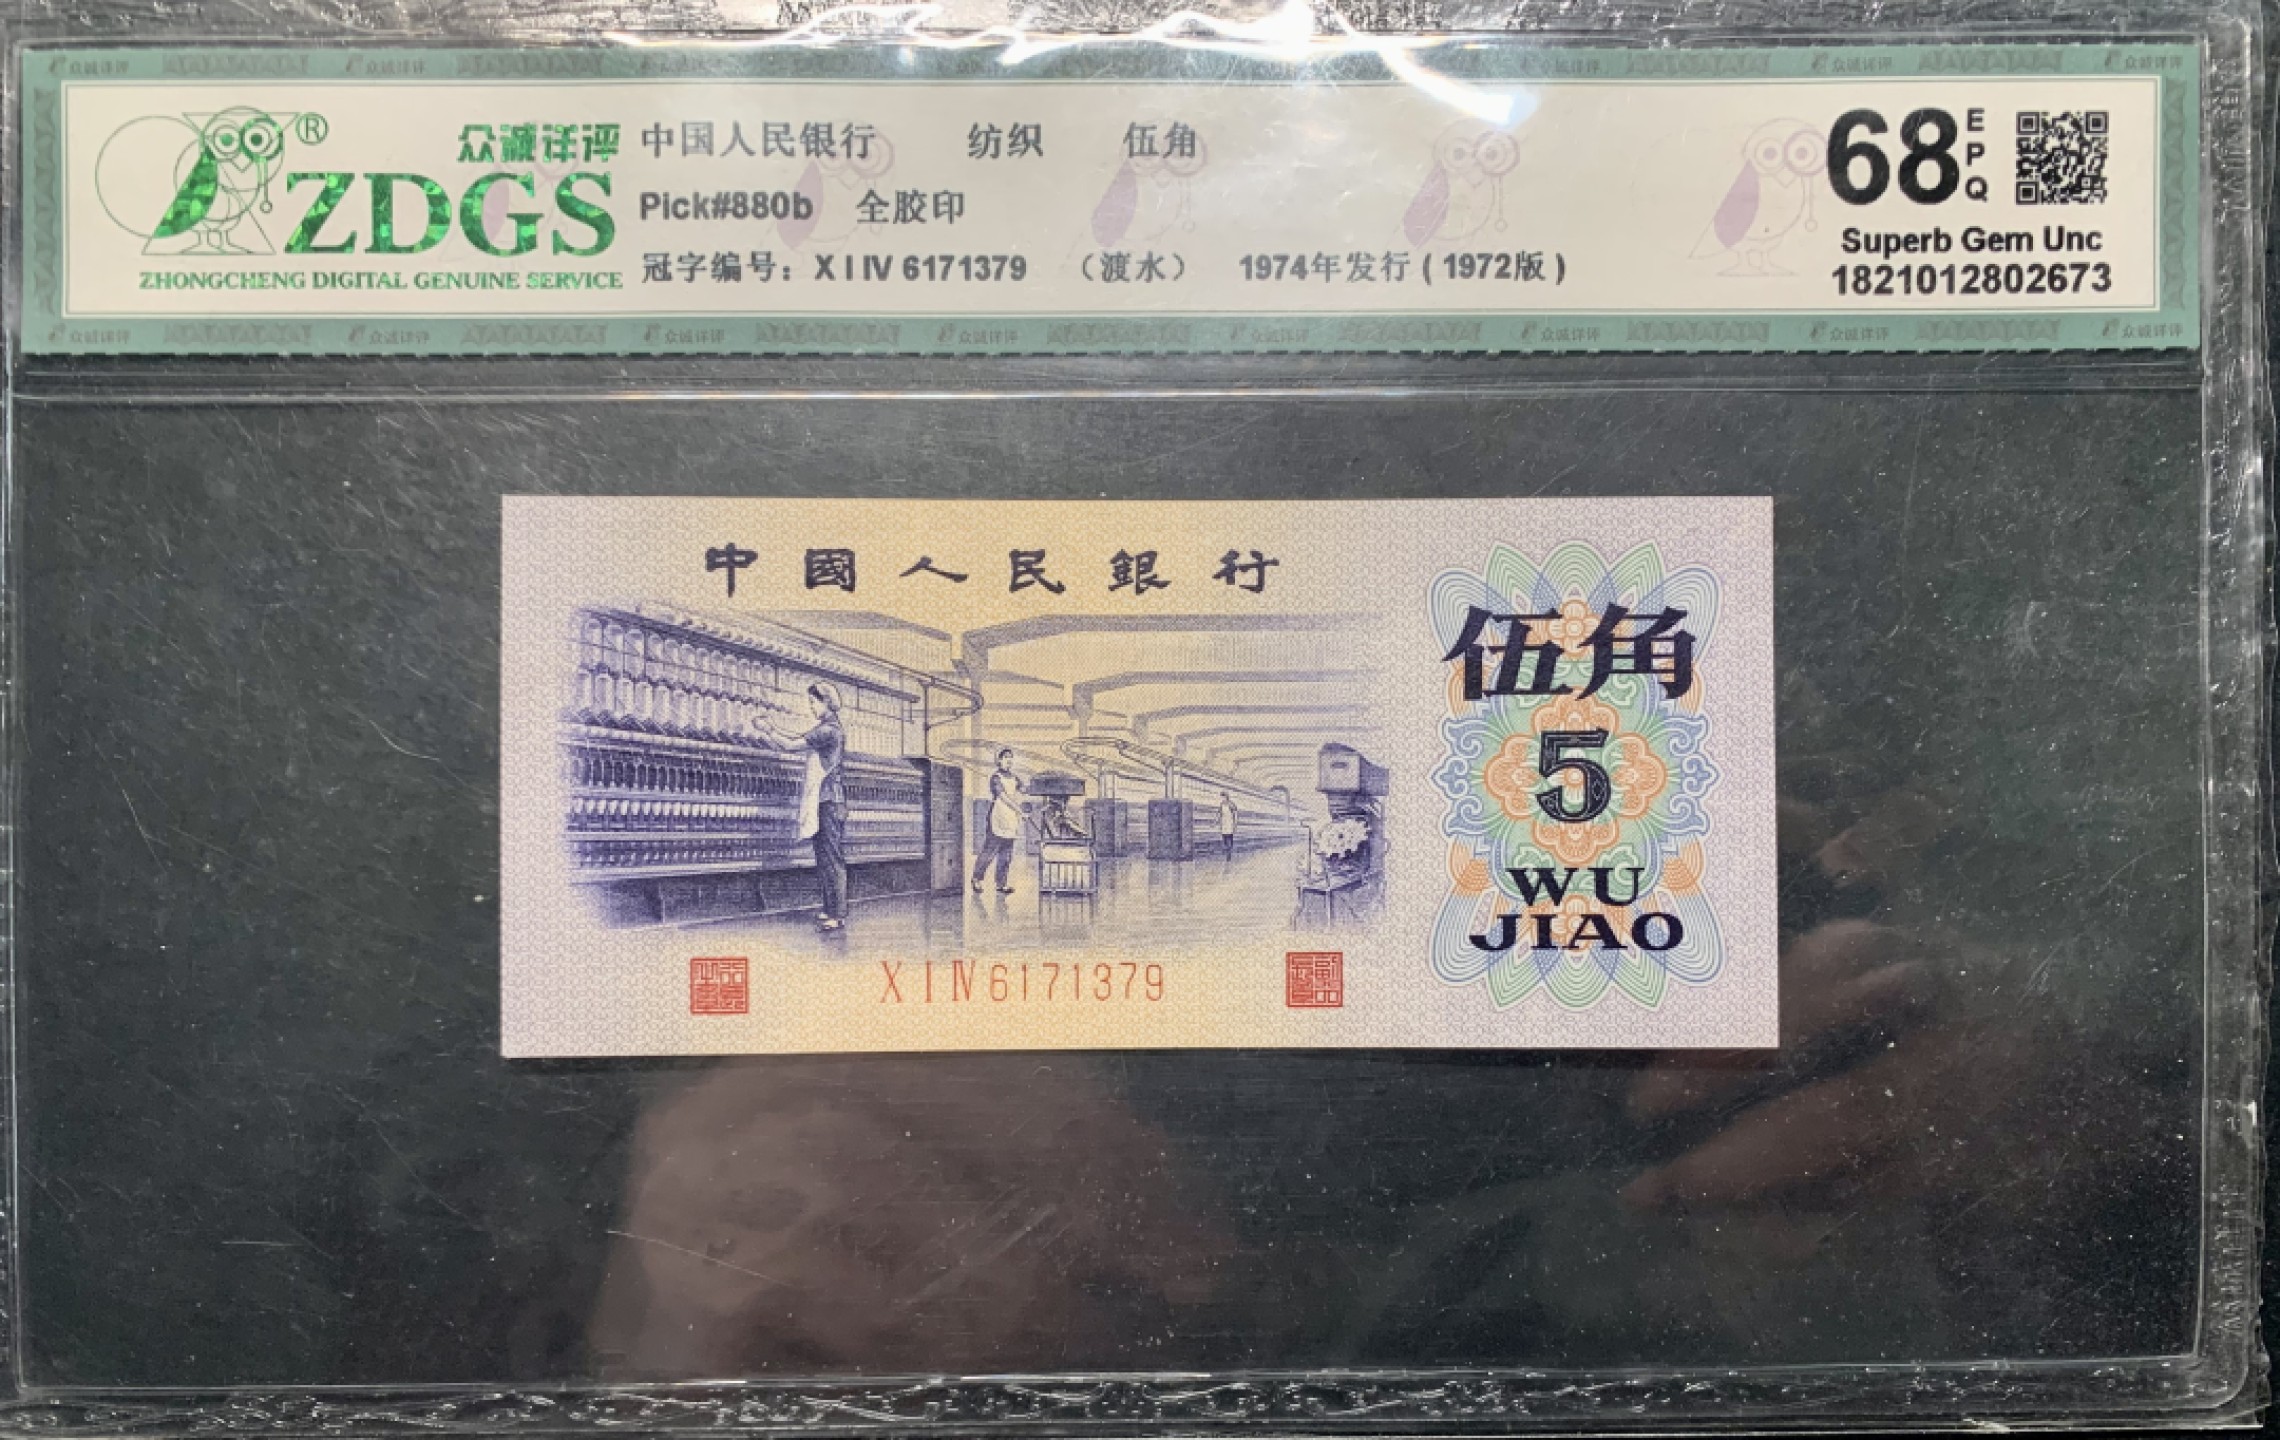 众诚详评
ZDGS®
ZHONGCHENG DIGITAL GENUINE SERVICE
中国人民银行 纺织 伍角
Pick#880b 全胶印
冠字编号：X I IV 6171379 （渡水） 1974年发行 ( 1972版 )
68 EPQ
Superb Gem Unc
1821012802673
中國人民銀行
伍角
5
WU
JIAO
X I IV 6171379